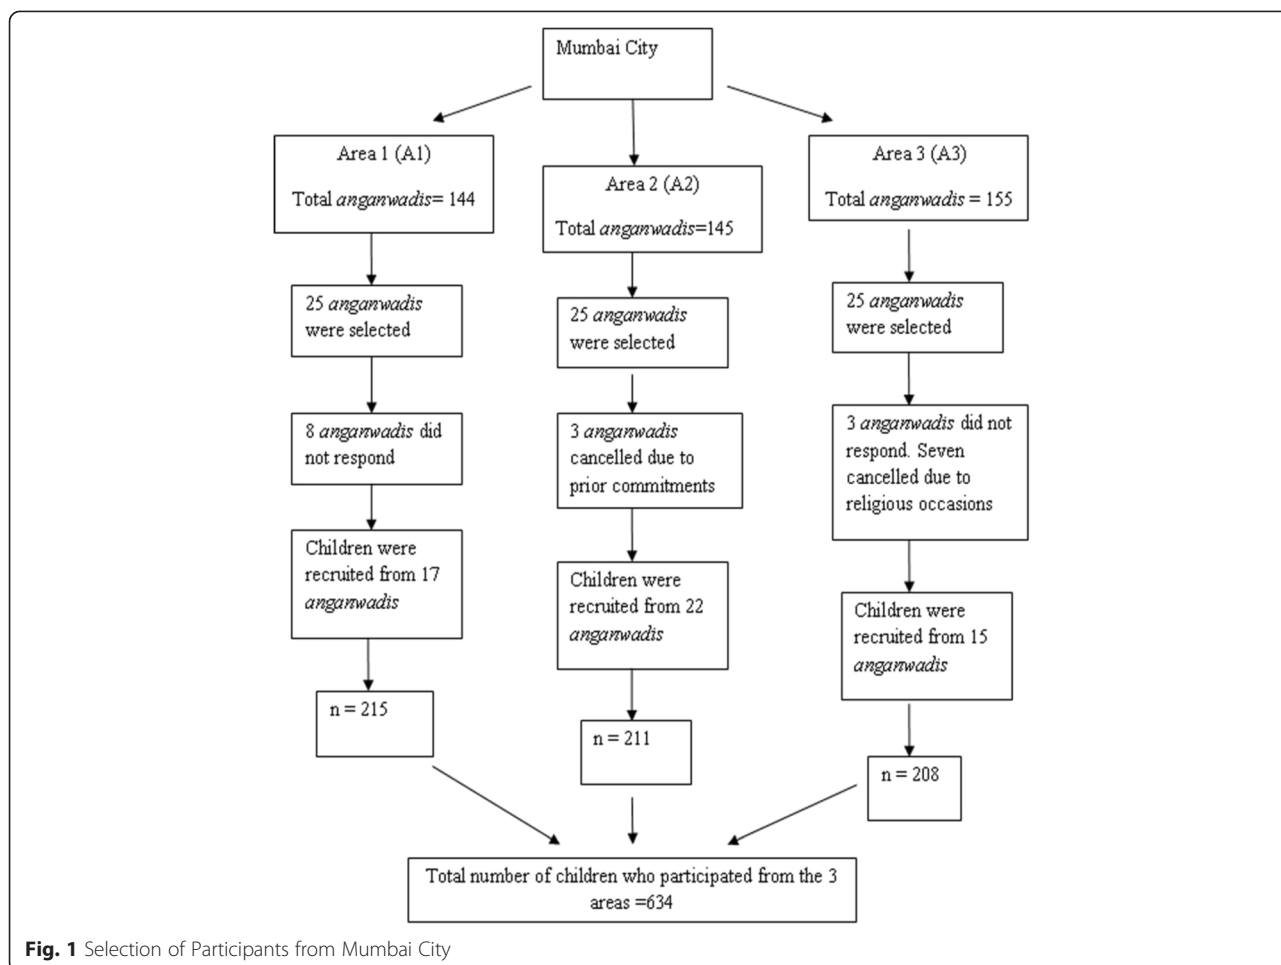 Mumbai City
Area 1 (A1)
Total anganwadis= 144
Area 2 (A2)
Total anganwadis=145
Area 3 (A3)
Total anganwadis = 155
25 anganwadis
were selected
25 anganwadis
were selected
25 anganwadis
were selected
8 anganwadis did
not respond
3 anganwadis
cancelled due to
prior commitments
3 anganwadis did not
respond. Seven
cancelled due to
religious occasions
Children were
recruited from 17
anganwadis
Children were
recruited from 22
anganwadis
Children were
recruited from 15
anganwadis
n = 215
n = 211
n = 208
Total number of children who participated from the 3
areas =634
Fig. 1 Selection of Participants from Mumbai City